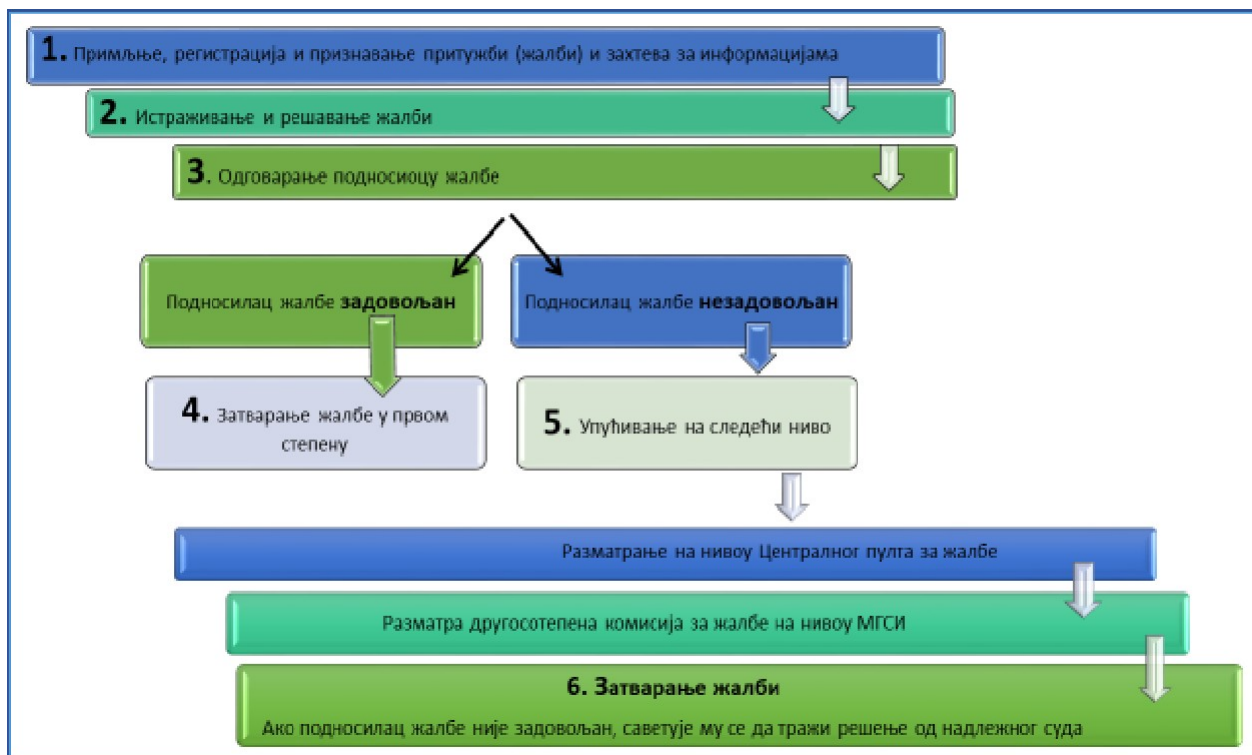 1. Примљње, регистрација и признавање притужби (жалби) и захтева за информацијама
2. Истраживање и решавање жалби
3. Одговарање подносиоцу жалбе
Подносилац жалбе задовољан
Подносилац жалбе незадовољан
4. Затварање жалбе у првом
степену
5. Упућивање на следећи ниво
Разматрање на нивоу Централног пулта за жалбе
Разматра другосотепена комисија за жалбе на нивоу МГСИ
6. Затварање жалби
Ако подносилац жалбе није задовољан, саветује му се да тражи решење од надлежног суда